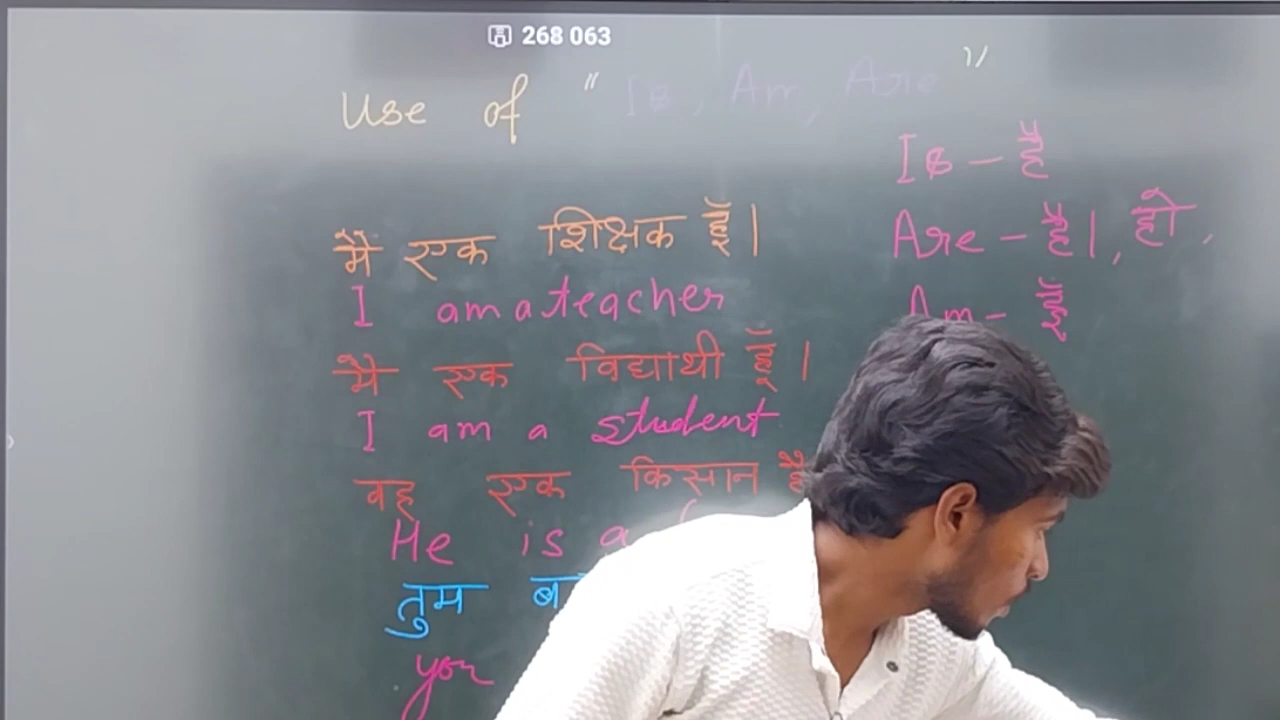 268 063
Use of " Is, Am, Are "
Is - है
मै एक शिक्षक हूँ।
Are - है।, हो,
I am a teacher
Am - हूँ
मै एक विद्याथी हूँ।
I am a student
वह एक किसान है
He is a
तुम
you